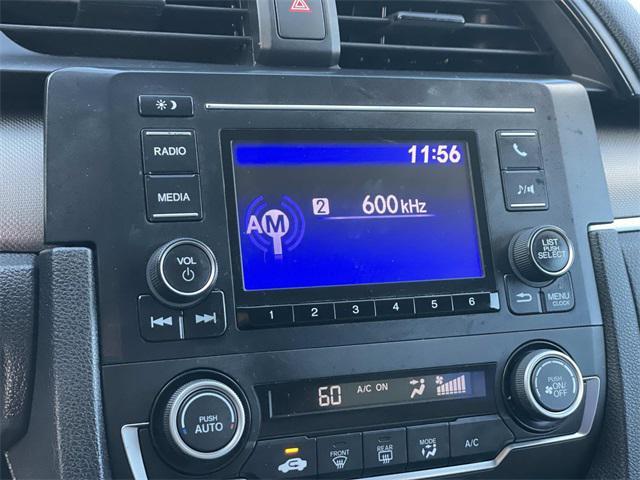 RADIO
MEDIA
11:56
AM
2 600 kHz
VOL
LIST
PUSH
SELECT
MENU
CLOCK
1 2 3 4 5 6
60 A/C ON
PUSH
AUTO
PUSH
ON/
OFF
FRONT
REAR
MODE
A/C